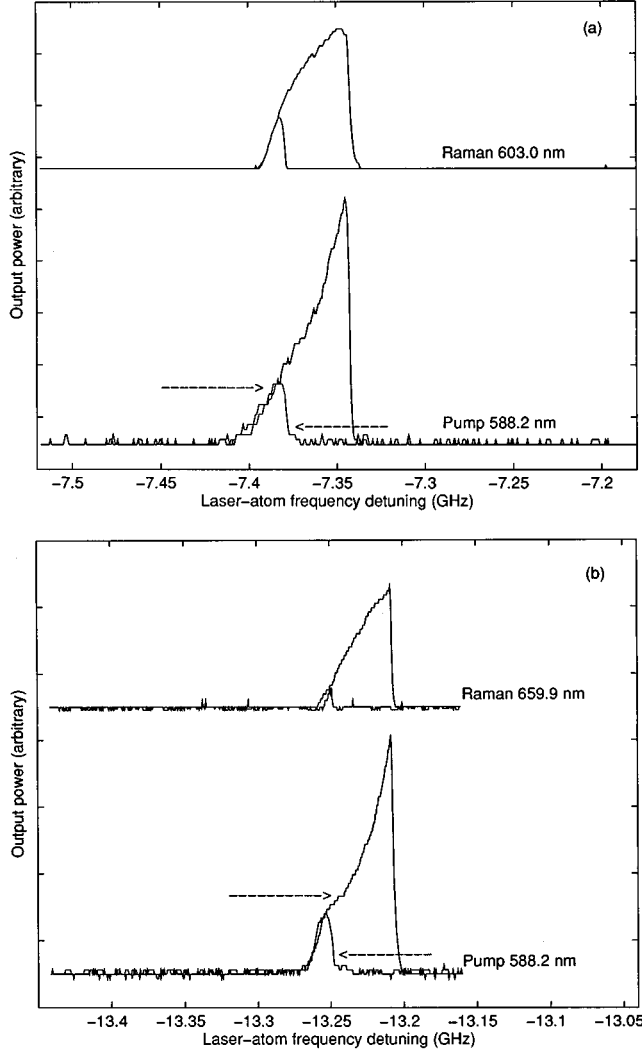 (a)
Output power (arbitrary)
Raman 603.0 nm
Pump 588.2 nm
−7.5 −7.45 −7.4 −7.35 −7.3 −7.25 −7.2
Laser–atom frequency detuning (GHz)
(b)
Output power (arbitrary)
Raman 659.9 nm
Pump 588.2 nm
−13.4 −13.35 −13.3 −13.25 −13.2 −13.15 −13.1 −13.05
Laser–atom frequency detuning (GHz)